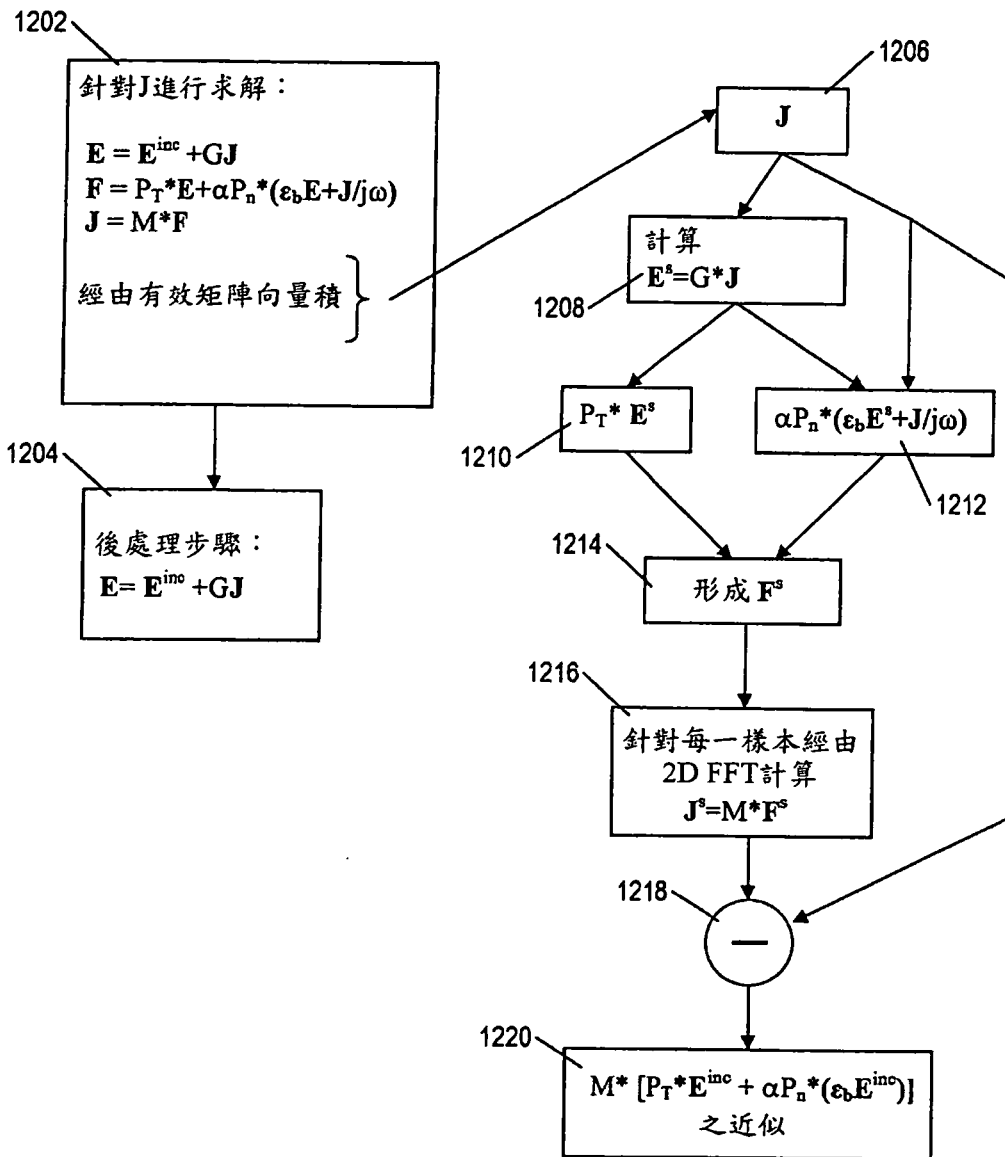 1202
針對J進行求解：
E = E^inc +GJ
F = P_T*E+αP_n*(ε_bE+J/jω)
J = M*F
經由有效矩陣向量積
1204
後處理步驟：
E= E^inc +GJ
1206
J
計算
E^s=G*J
1208
P_T* E^s
1210
αP_n*(ε_bE^s+J/jω)
1212
1214
形成 F^s
1216
針對每一樣本經由
2D FFT計算
J^s=M*F^s
1218
—
1220
M* [P_T*E^inc + αP_n*(ε_bE^inc)}
之近似